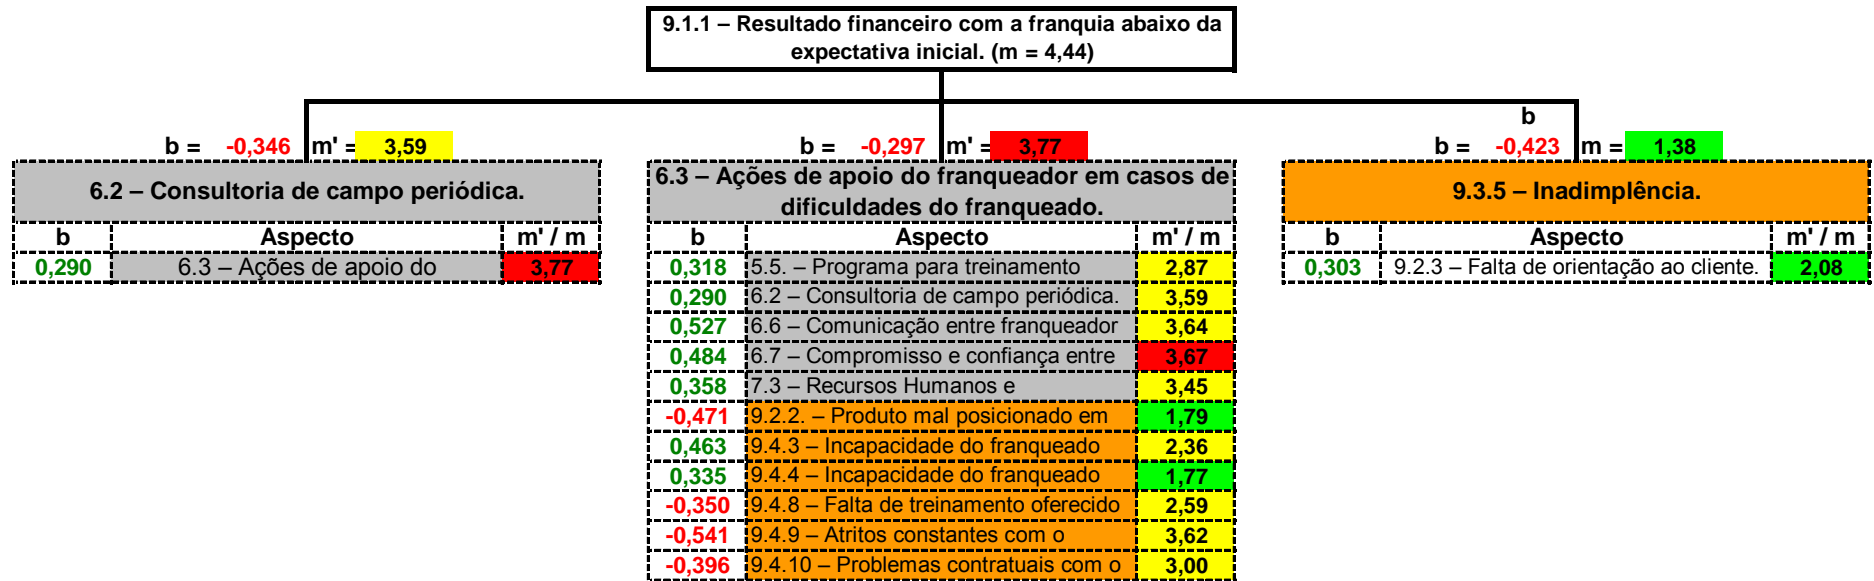 9.1.1 – Resultado financeiro com a franquia abaixo da
expectativa inicial. (m = 4,44)
b = -0,346 m' = 3,59
6.2 – Consultoria de campo periódica.
b Aspecto m' / m
0,290 6.3 – Ações de apoio do 3,77
b = -0,297 m' = 3,77
6.3 – Ações de apoio do franqueador em casos de
dificuldades do franqueado.
b Aspecto m' / m
0,318 5.5. – Programa para treinamento 2,87
0,290 6.2 – Consultoria de campo periódica. 3,59
0,527 6.6 – Comunicação entre franqueador 3,64
0,484 6.7 – Compromisso e confiança entre 3,67
0,358 7.3 – Recursos Humanos e 3,45
-0,471 9.2.2. – Produto mal posicionado em 1,79
0,463 9.4.3 – Incapacidade do franqueado 2,36
0,335 9.4.4 – Incapacidade do franqueado 1,77
-0,350 9.4.8 – Falta de treinamento oferecido 2,59
-0,541 9.4.9 – Atritos constantes com o 3,62
-0,396 9.4.10 – Problemas contratuais com o 3,00
b
b = -0,423 m = 1,38
9.3.5 – Inadimplência.
b Aspecto m' / m
0,303 9.2.3 – Falta de orientação ao cliente. 2,08